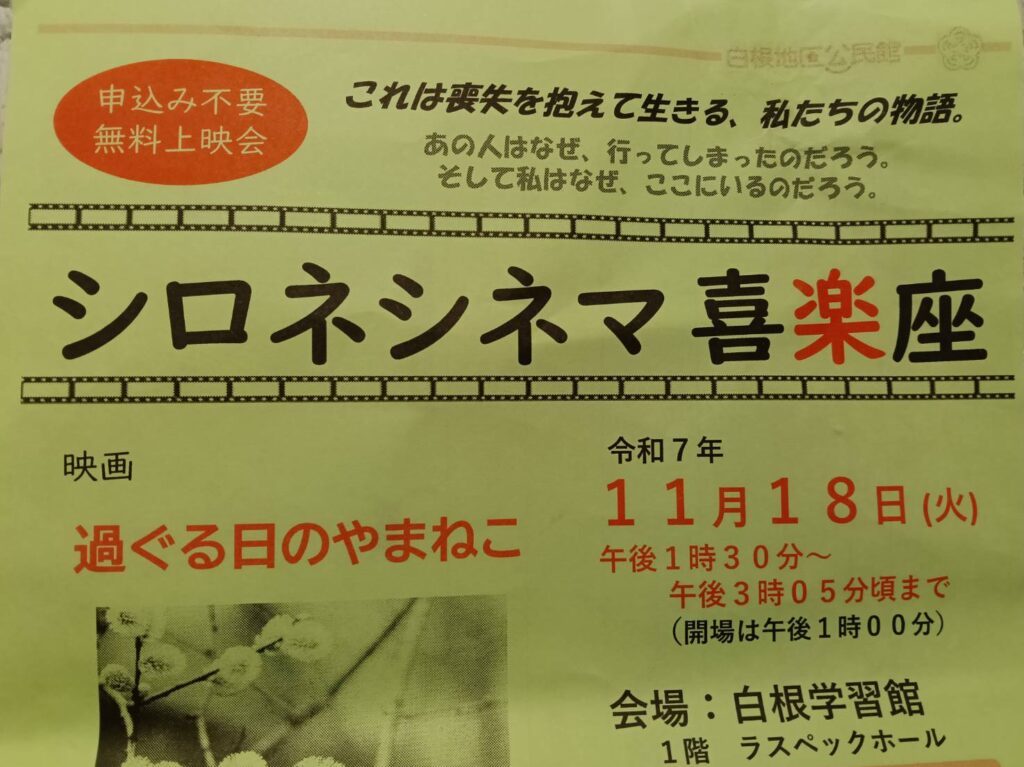 白根地区公民館
申込み不要
無料上映会
これは喪失を抱えて生きる、私たちの物語。
あの人はなぜ、行ってしまったのだろう。
そして私はなぜ、ここにいるのだろう。
シロネシネマ 喜楽座
映画
過ぐる日のやまねこ
令和7年
11月18日(火)
午後1時30分~
午後3時05分頃まで
(開場は午後1時00分)
会場:白根学習館
1階 ラスペックホール